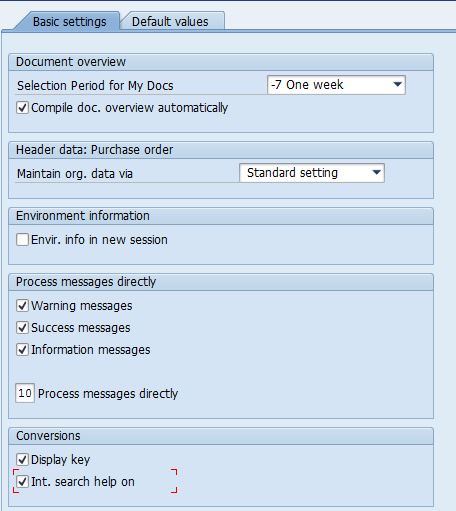 Basic settings Default values
Document overview
Selection Period for My Docs -7 One week
Compile doc. overview automatically
Header data: Purchase order
Maintain org. data via Standard setting
Environment information
Envir. info in new session
Process messages directly
Warning messages
Success messages
Information messages
10 Process messages directly
Conversions
Display key
Int. search help on